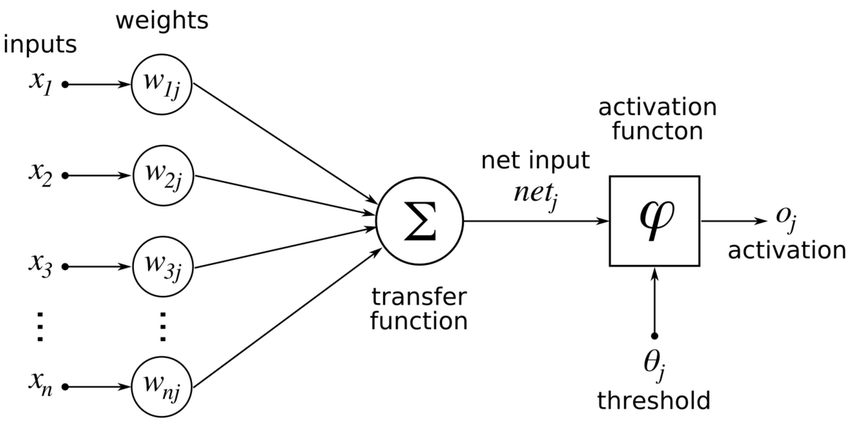 weights
inputs
x1
w1j
x2
w2j
x3
w3j
⋮ ⋮
xn
wnj
Σ
transfer
function
net input
netj
activation
functon
φ
oj
activation
θj
threshold